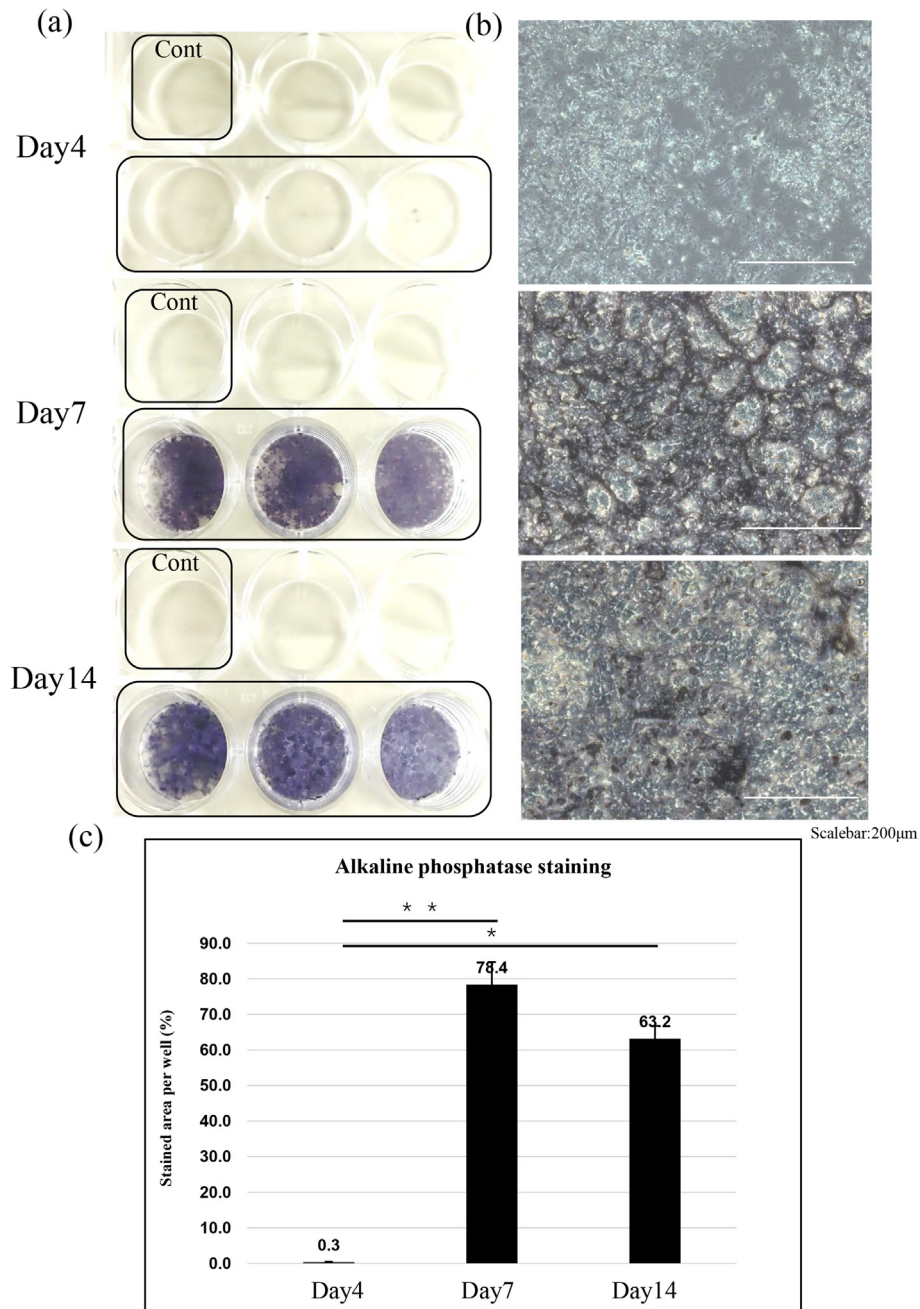 (a)
(b)
Cont
Day4
Cont
Day7
Cont
Day14
Scalebar:200μm
(c)
Alkaline phosphatase staining
* *
*
90.0
80.0
70.0
60.0
50.0
40.0
30.0
20.0
10.0
0.0
Stained area per well (%)
0.3
78.4
63.2
Day4 Day7 Day14